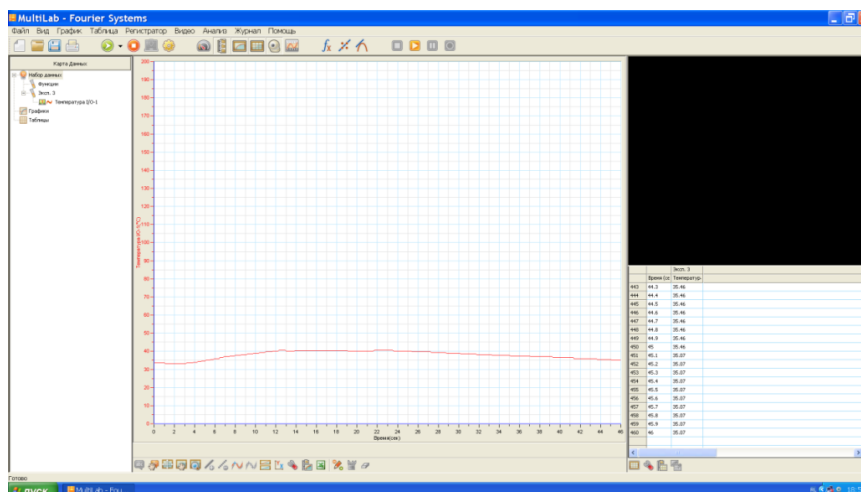 MultiLab - Fourier Systems
Файл Вид График Таблица Регистратор Видео Анализ Журнал Помощь
Карта Данных
Набор данных
Функции
Эксп. 3
Температура I/O-1
Графики
Таблицы
200
190
180
170
160
150
140
130
120
110
100
90
80
70
60
50
40
30
20
10
0
Температура I/O-1(°C)
0 2 4 6 8 10 12 14 16 18 20 22 24 26 28 30 32 34 36 38 40 42 44 46
Время(сек)
Эксп. 3
Время (се Температур-
443 44.3 35.46
444 44.4 35.46
445 44.5 35.46
446 44.6 35.46
447 44.7 35.46
448 44.8 35.46
449 44.9 35.46
450 45 35.46
451 45.1 35.07
452 45.2 35.07
453 45.3 35.07
454 45.4 35.07
455 45.5 35.07
456 45.6 35.07
457 45.7 35.07
458 45.8 35.07
459 45.9 35.07
460 46 35.07
Готово
пуск MultiLab - Fou...